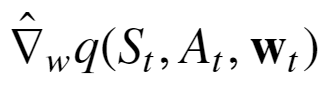 ∇̂_w q(S_t, A_t, 𝐰_t)